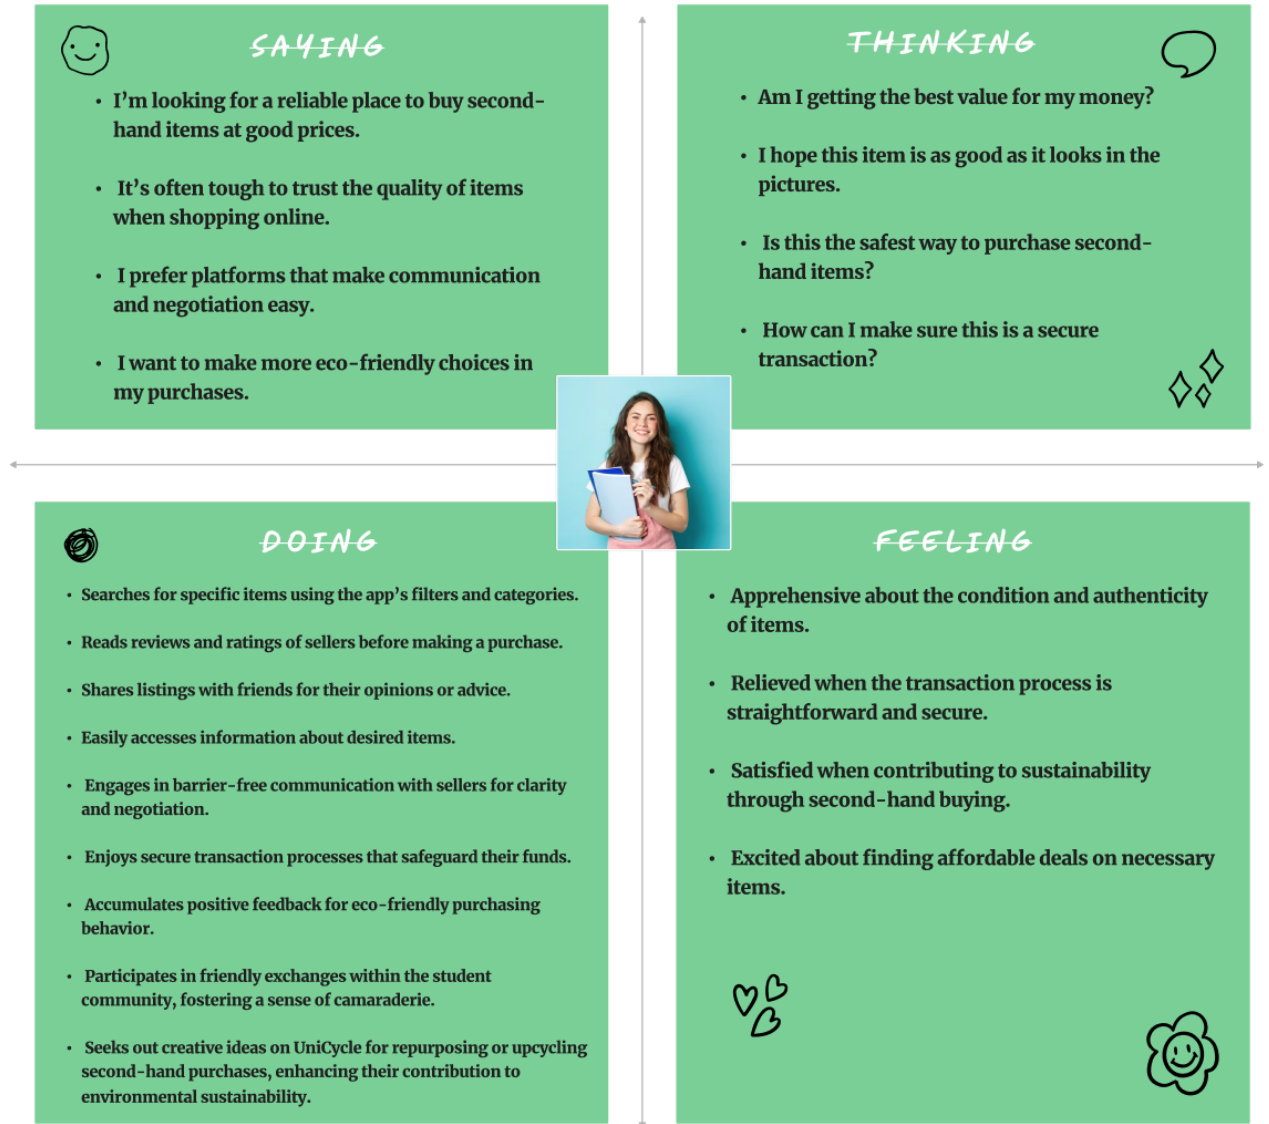 SAYING
• I’m looking for a reliable place to buy second-
hand items at good prices.
• It’s often tough to trust the quality of items
when shopping online.
• I prefer platforms that make communication
and negotiation easy.
• I want to make more eco-friendly choices in
my purchases.
THINKING
• Am I getting the best value for my money?
• I hope this item is as good as it looks in the
pictures.
• Is this the safest way to purchase second-
hand items?
• How can I make sure this is a secure
transaction?
DOING
• Searches for specific items using the app’s filters and categories.
• Reads reviews and ratings of sellers before making a purchase.
• Shares listings with friends for their opinions or advice.
• Easily accesses information about desired items.
• Engages in barrier-free communication with sellers for clarity
and negotiation.
• Enjoys secure transaction processes that safeguard their funds.
• Accumulates positive feedback for eco-friendly purchasing
behavior.
• Participates in friendly exchanges within the student
community, fostering a sense of camaraderie.
• Seeks out creative ideas on UniCycle for repurposing or upcycling
second-hand purchases, enhancing their contribution to
environmental sustainability.
FEELING
• Apprehensive about the condition and authenticity
of items.
• Relieved when the transaction process is
straightforward and secure.
• Satisfied when contributing to sustainability
through second-hand buying.
• Excited about finding affordable deals on necessary
items.